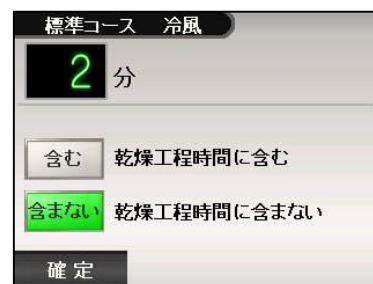 標準コース　冷風
2 分
含む 乾燥工程時間に含む
含まない 乾燥工程時間に含まない
確定